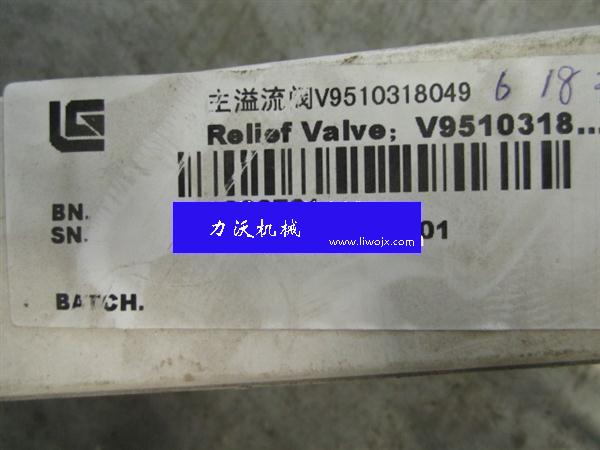 LG
主溢流阀V9510318049
6 18
Relief Valve; V9510318...
BN.
SN. 01
力沃机械
www.liwojx.com
BATCH.